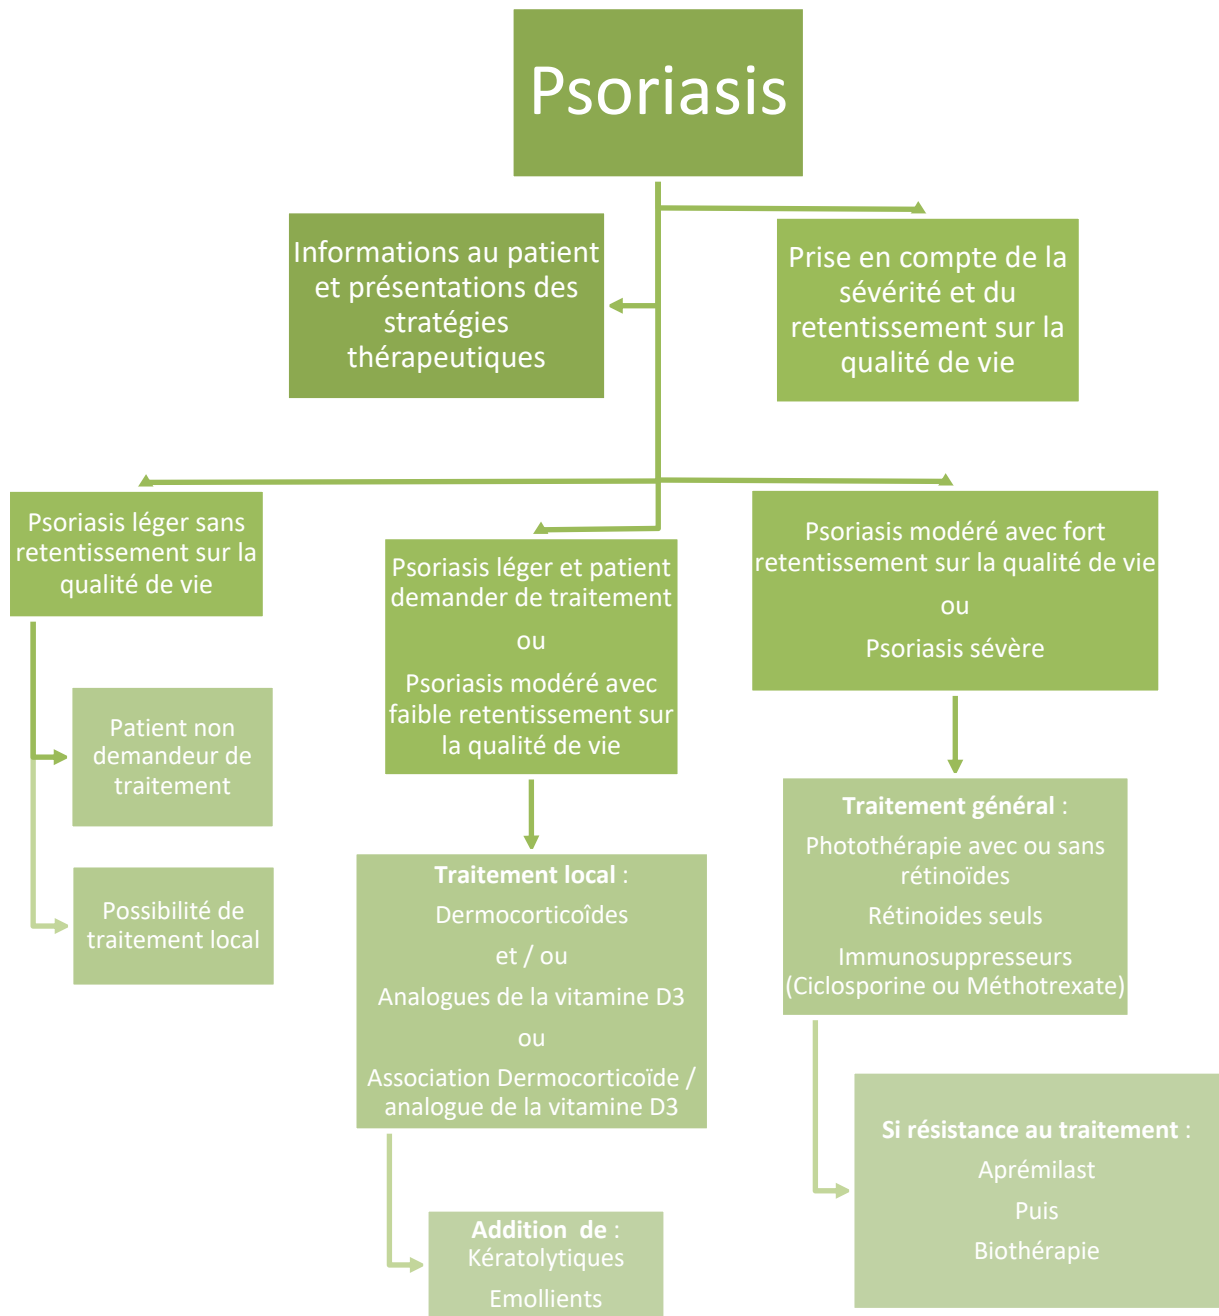 Psoriasis
Informations au patient
et présentations des
stratégies
thérapeutiques
Prise en compte de la
sévérité et du
retentissement sur la
qualité de vie
Psoriasis léger sans
retentissement sur la
qualité de vie
Psoriasis léger et patient
demander de traitement
ou
Psoriasis modéré avec
faible retentissement sur
la qualité de vie
Psoriasis modéré avec fort
retentissement sur la qualité de vie
ou
Psoriasis sévère
Patient non
demandeur de
traitement
Possibilité de
traitement local
Traitement local :
Dermocorticoîdes
et / ou
Analogues de la vitamine D3
ou
Association Dermocorticoïde /
analogue de la vitamine D3
Addition  de :
Kératolytiques
Emollients
Traitement général :
Photothérapie avec ou sans
rétinoïdes
Rétinoides seuls
Immunosuppresseurs
(Ciclosporine ou Méthotrexate)
Si résistance au traitement :
Aprémilast
Puis
Biothérapie